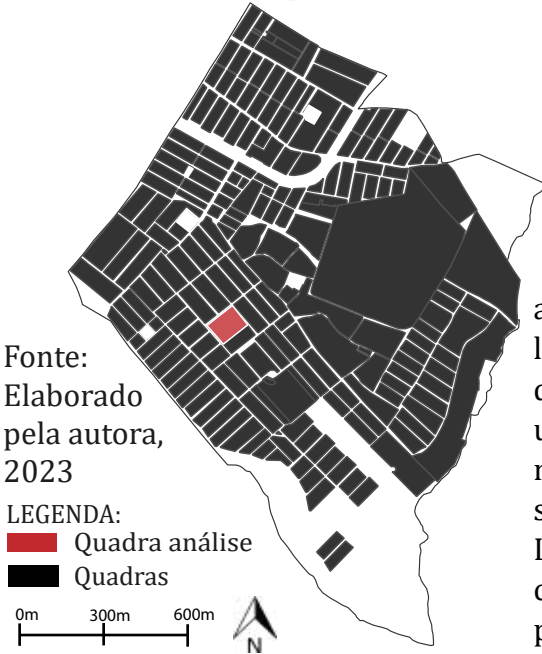 Fonte:
Elaborado
pela autora,
2023
LEGENDA:
Quadra análise
Quadras
0m 300m 600m
N